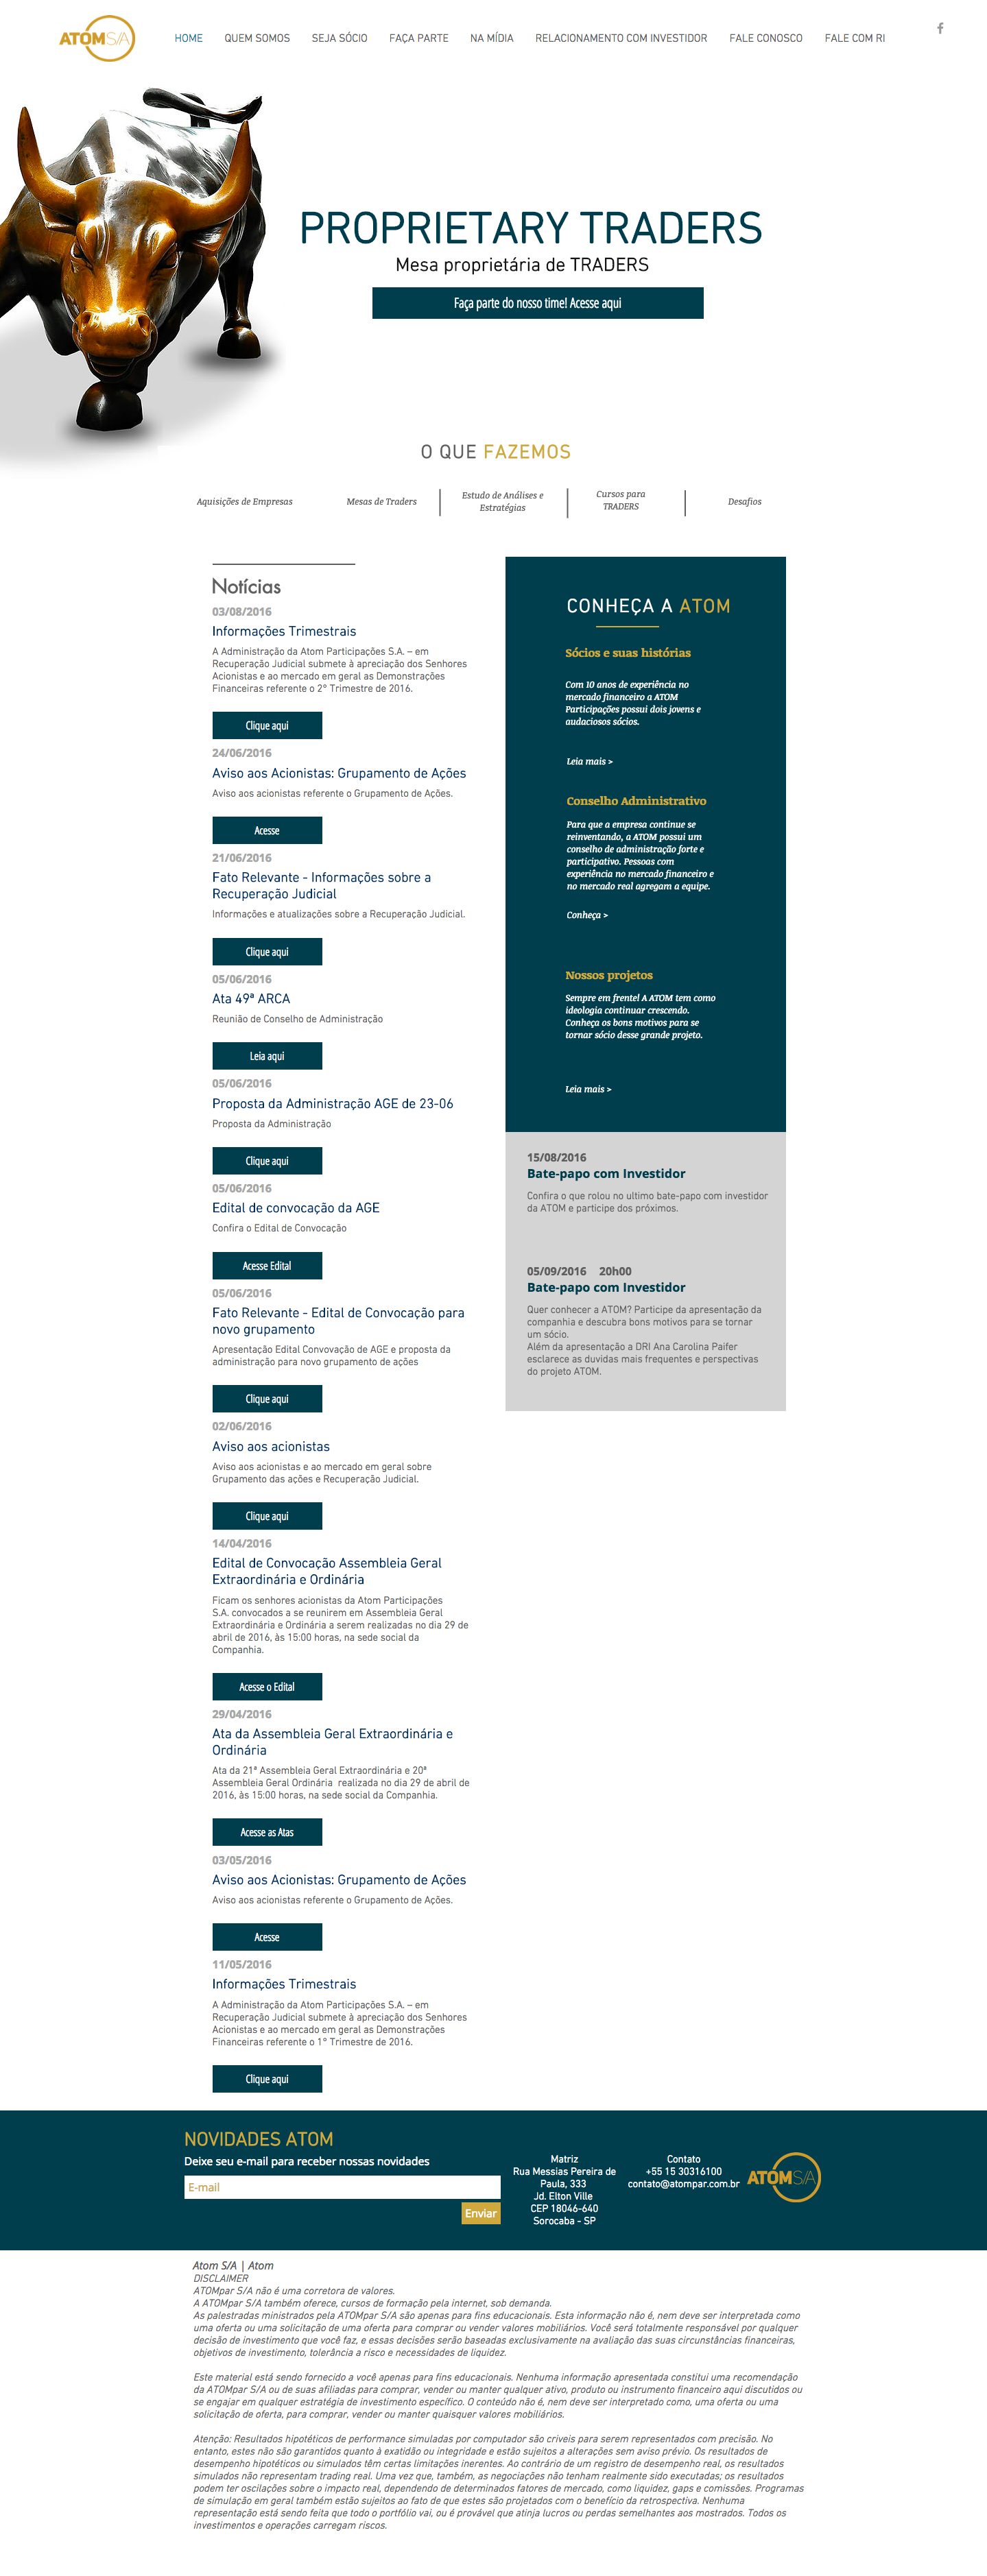 ATOM S/A
HOME
QUEM SOMOS
SEJA SÓCIO
FAÇA PARTE
NA MÍDIA
RELACIONAMENTO COM INVESTIDOR
FALE CONOSCO
FALE COM RI
PROPRIETARY TRADERS
Mesa proprietária de TRADERS
Faça parte do nosso time! Acesse aqui
O QUE FAZEMOS
Aquisições de Empresas
Mesas de Traders
Estudo de Análises e
Estratégias
Cursos para
TRADERS
Desafios
Notícias
03/08/2016
Informações Trimestrais
A Administração da Atom Participações S.A. – em
Recuperação Judicial submete à apreciação dos Senhores
Acionistas e ao mercado em geral as Demonstrações
Financeiras referente o 2º Trimestre de 2016.
Clique aqui
24/06/2016
Aviso aos Acionistas: Grupamento de Ações
Aviso aos acionistas referente o Grupamento de Ações.
Acesse
21/06/2016
Fato Relevante - Informações sobre a
Recuperação Judicial
Informações e atualizações sobre a Recuperação Judicial.
Clique aqui
05/06/2016
Ata 49ª ARCA
Reunião de Conselho de Administração
Leia aqui
05/06/2016
Proposta da Administração AGE de 23-06
Proposta da Administração
Clique aqui
05/06/2016
Edital de convocação da AGE
Confira o Edital de Convocação
Acesse Edital
05/06/2016
Fato Relevante - Edital de Convocação para
novo grupamento
Apresentação Edital Convovação de AGE e proposta da
administração para novo grupamento de ações
Clique aqui
02/06/2016
Aviso aos acionistas
Aviso aos acionistas e ao mercado em geral sobre
Grupamento das ações e Recuperação Judicial.
Clique aqui
14/04/2016
Edital de Convocação Assembleia Geral
Extraordinária e Ordinária
Ficam os senhores acionistas da Atom Participações
S.A. convocados a se reunirem em Assembleia Geral
Extraordinária e Ordinária a serem realizadas no dia 29 de
abril de 2016, às 15:00 horas, na sede social da
Companhia.
Acesse o Edital
29/04/2016
Ata da Assembleia Geral Extraordinária e
Ordinária
Ata da 21ª Assembleia Geral Extraordinária e 20ª
Assembleia Geral Ordinária realizada no dia 29 de abril de
2016, às 15:00 horas, na sede social da Companhia.
Acesse as Atas
03/05/2016
Aviso aos Acionistas: Grupamento de Ações
Aviso aos acionistas referente o Grupamento de Ações.
Acesse
11/05/2016
Informações Trimestrais
A Administração da Atom Participações S.A. – em
Recuperação Judicial submete à apreciação dos Senhores
Acionistas e ao mercado em geral as Demonstrações
Financeiras referente o 1º Trimestre de 2016.
Clique aqui
CONHEÇA A ATOM
Sócios e suas histórias
Com 10 anos de experiência no
mercado financeiro a ATOM
Participações possui dois jovens e
audaciosos sócios.
Leia mais >
Conselho Administrativo
Para que a empresa continue se
reinventando, a ATOM possui um
conselho de administração forte e
participativo. Pessoas com
experiência no mercado financeiro e
no mercado real agregam a equipe.
Conheça >
Nossos projetos
Sempre em frente! A ATOM tem como
ideologia continuar crescendo.
Conheça os bons motivos para se
tornar sócio desse grande projeto.
Leia mais >
15/08/2016
Bate-papo com Investidor
Confira o que rolou no ultimo bate-papo com investidor
da ATOM e participe dos próximos.
05/09/2016 20h00
Bate-papo com Investidor
Quer conhecer a ATOM? Participe da apresentação da
companhia e descubra bons motivos para se tornar
um sócio.
Além da apresentação a DRI Ana Carolina Paifer
esclarece as duvidas mais frequentes e perspectivas
do projeto ATOM.
NOVIDADES ATOM
Deixe seu e-mail para receber nossas novidades
E-mail
Enviar
Matriz
Rua Messias Pereira de
Paula, 333
Jd. Elton Ville
CEP 18046-640
Sorocaba - SP
Contato
+55 15 30316100
contato@atompar.com.br
ATOM S/A
Atom S/A | Atom
DISCLAIMER
ATOMpar S/A não é uma corretora de valores.
A ATOMpar S/A também oferece, cursos de formação pela internet, sob demanda.
As palestradas ministrados pela ATOMpar S/A são apenas para fins educacionais. Esta informação não é, nem deve ser interpretada como
uma oferta ou uma solicitação de uma oferta para comprar ou vender valores mobiliários. Você será totalmente responsável por qualquer
decisão de investimento que você faz, e essas decisões serão baseadas exclusivamente na avaliação das suas circunstâncias financeiras,
objetivos de investimento, tolerância a risco e necessidades de liquidez.
Este material está sendo fornecido a você apenas para fins educacionais. Nenhuma informação apresentada constitui uma recomendação
da ATOMpar S/A ou de suas afiliadas para comprar, vender ou manter qualquer ativo, produto ou instrumento financeiro aqui discutidos ou
se engajar em qualquer estratégia de investimento específico. O conteúdo não é, nem deve ser interpretado como, uma oferta ou uma
solicitação de oferta, para comprar, vender ou manter quaisquer valores mobiliários.
Atenção: Resultados hipotéticos de performance simuladas por computador são críveis para serem representados com precisão. No
entanto, estes não são garantidos quanto à exatidão ou integridade e estão sujeitos a alterações sem aviso prévio. Os resultados de
desempenho hipotéticos ou simulados têm certas limitações inerentes. Ao contrário de um registro de desempenho real, os resultados
simulados não representam trading real. Uma vez que, também, as negociações não tenham realmente sido executadas; os resultados
podem ter oscilações sobre o impacto real, dependendo de determinados fatores de mercado, como liquidez, gaps e comissões. Programas
de simulação em geral também estão sujeitos ao fato de que estes são projetados com o benefício da retrospectiva. Nenhuma
representação está sendo feita que todo o portfólio vai, ou é provável que atinja lucros ou perdas semelhantes aos mostrados. Todos os
investimentos e operações carregam riscos.